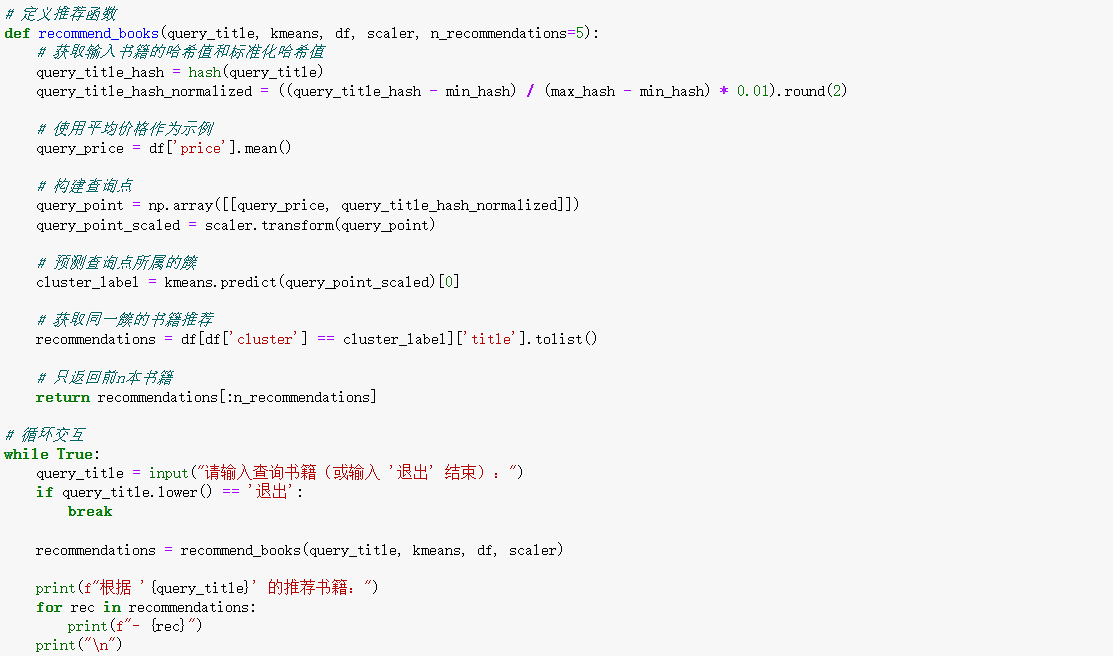 # 定义推荐函数
def recommend_books(query_title, kmeans, df, scaler, n_recommendations=5):
    # 获取输入书籍的哈希值和标准化哈希值
    query_title_hash = hash(query_title)
    query_title_hash_normalized = ((query_title_hash - min_hash) / (max_hash - min_hash) * 0.01).round(2)

    # 使用平均价格作为示例
    query_price = df['price'].mean()

    # 构建查询点
    query_point = np.array([[query_price, query_title_hash_normalized]])
    query_point_scaled = scaler.transform(query_point)

    # 预测查询点所属的簇
    cluster_label = kmeans.predict(query_point_scaled)[0]

    # 获取同一簇的书籍推荐
    recommendations = df[df['cluster'] == cluster_label]['title'].tolist()

    # 只返回前n本书籍
    return recommendations[:n_recommendations]

# 循环交互
while True:
    query_title = input("请输入查询书籍（或输入 '退出' 结束）：")
    if query_title.lower() == '退出':
        break

    recommendations = recommend_books(query_title, kmeans, df, scaler)

    print(f"根据 '{query_title}' 的推荐书籍：")
    for rec in recommendations:
        print(f"- {rec}")
    print("\n")